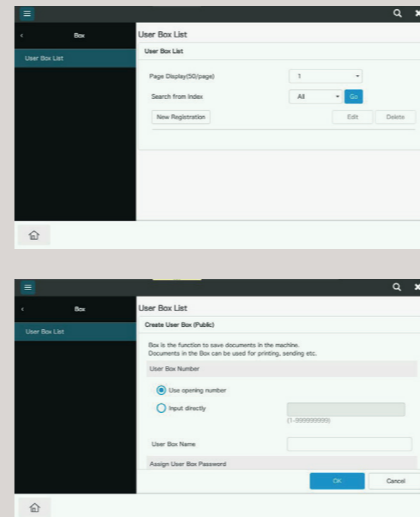 Box
User Box List
User Box List
User Box List
Page Display(50/page)
1
Search from Index
All
Go
New Registration
Edit
Delete
Box
User Box List
User Box List
Create User Box (Public)
Box is the function to save documents in the machine.
Documents in the Box can be used for printing, sending etc.
User Box Number
Use opening number
Input directly
(1-999999999)
User Box Name
Assign User Box Password
OK
Cancel